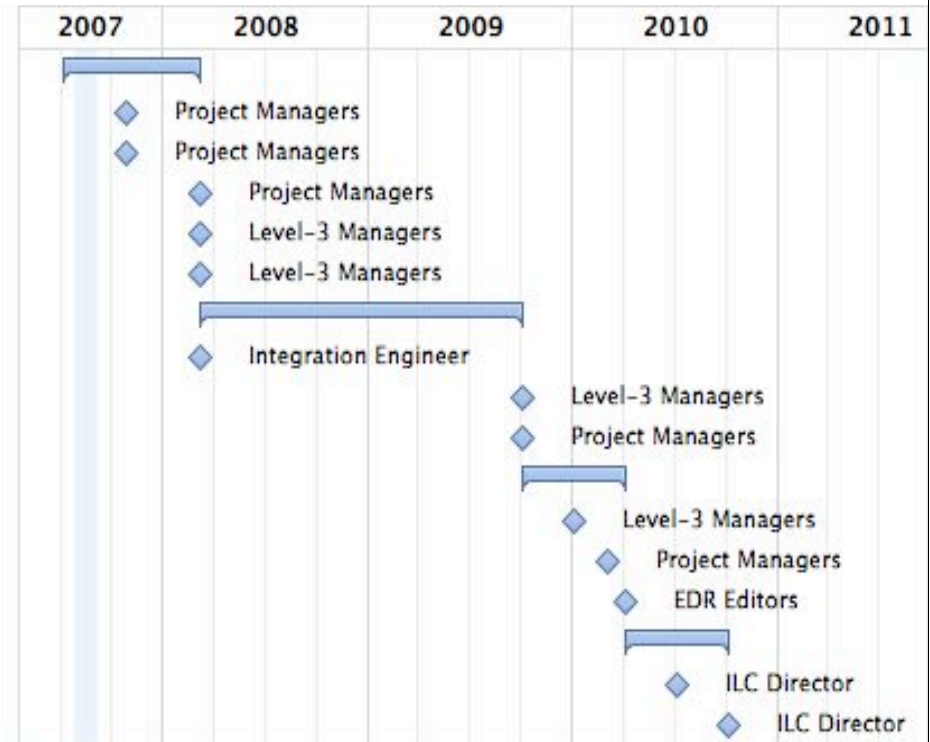 2007 2008 2009 2010 2011
Project Managers
Project Managers
Project Managers
Level-3 Managers
Level-3 Managers
Integration Engineer
Level-3 Managers
Project Managers
Level-3 Managers
Project Managers
EDR Editors
ILC Director
ILC Director